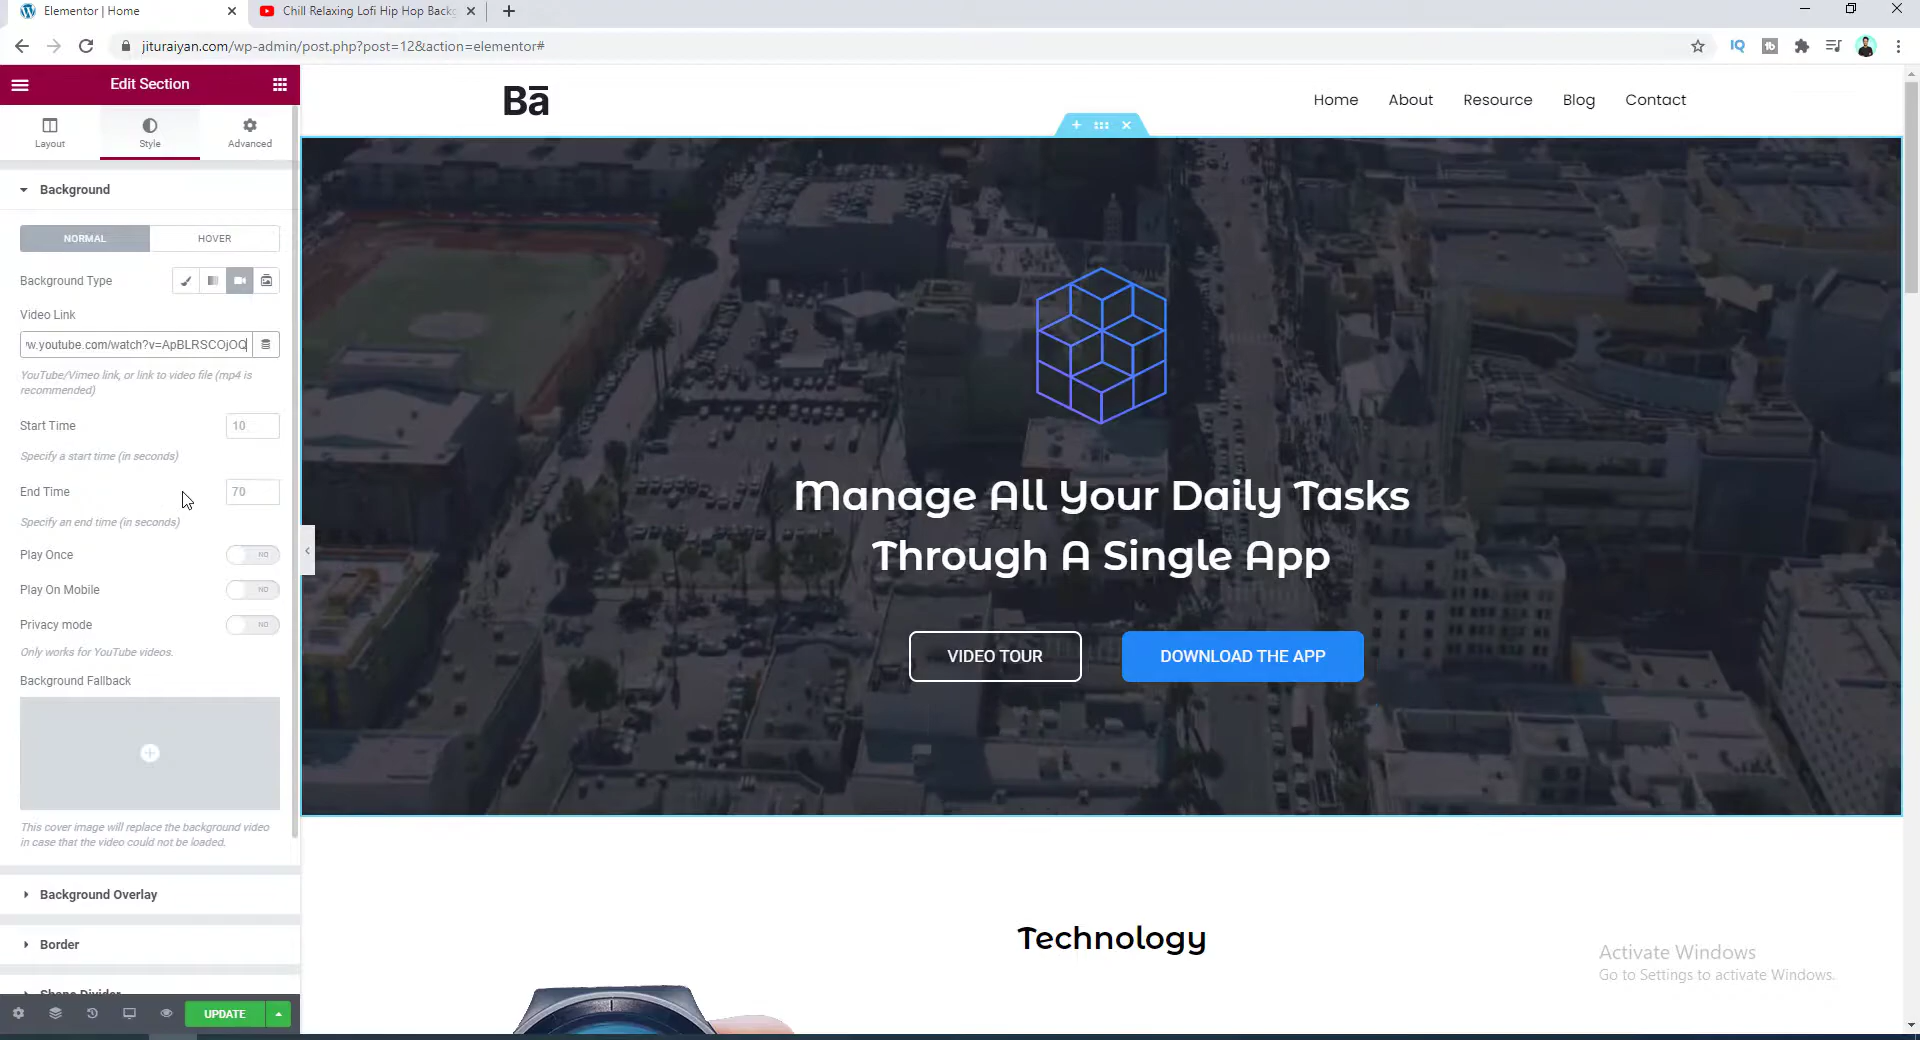 Elementor | Home
Chill Relaxing Lofi Hip Hop Backg
jituraiyan.com/wp-admin/post.php?post=12&action=elementor#
Edit Section
Layout
Style
Advanced
Background
NORMAL
HOVER
Background Type
Video Link
w.youtube.com/watch?v=ApBLRSCOjOQ
YouTube/Vimeo link, or link to video file (mp4 is
recommended)
Start Time
10
Specify a start time (in seconds)
End Time
70
Specify an end time (in seconds)
Play Once
NO
Play On Mobile
NO
Privacy mode
NO
Only works for YouTube videos.
Background Fallback
This cover image will replace the background video
in case that the video could not be loaded.
Background Overlay
Border
Shape Divider
UPDATE
Bā
Home
About
Resource
Blog
Contact
Manage All Your Daily Tasks
Through A Single App
VIDEO TOUR
DOWNLOAD THE APP
Technology
Activate Windows
Go to Settings to activate Windows.